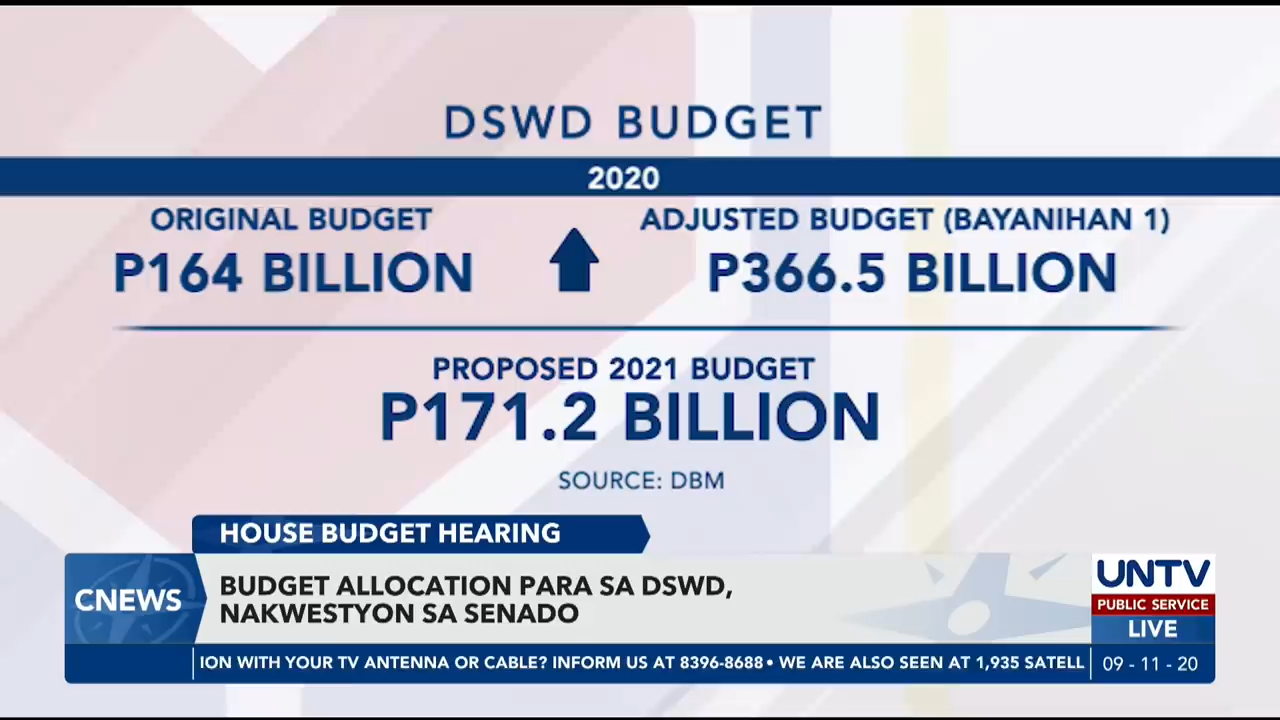 DSWD BUDGET
2020
ORIGINAL BUDGET
P164 BILLION
ADJUSTED BUDGET (BAYANIHAN 1)
P366.5 BILLION
PROPOSED 2021 BUDGET
P171.2 BILLION
SOURCE: DBM
HOUSE BUDGET HEARING
CNEWS
BUDGET ALLOCATION PARA SA DSWD,
NAKWESTYON SA SENADO
UNTV
PUBLIC SERVICE
LIVE
ION WITH YOUR TV ANTENNA OR CABLE? INFORM US AT 8396-8688 • WE ARE ALSO SEEN AT 1,935 SATELL
09 - 11 - 20